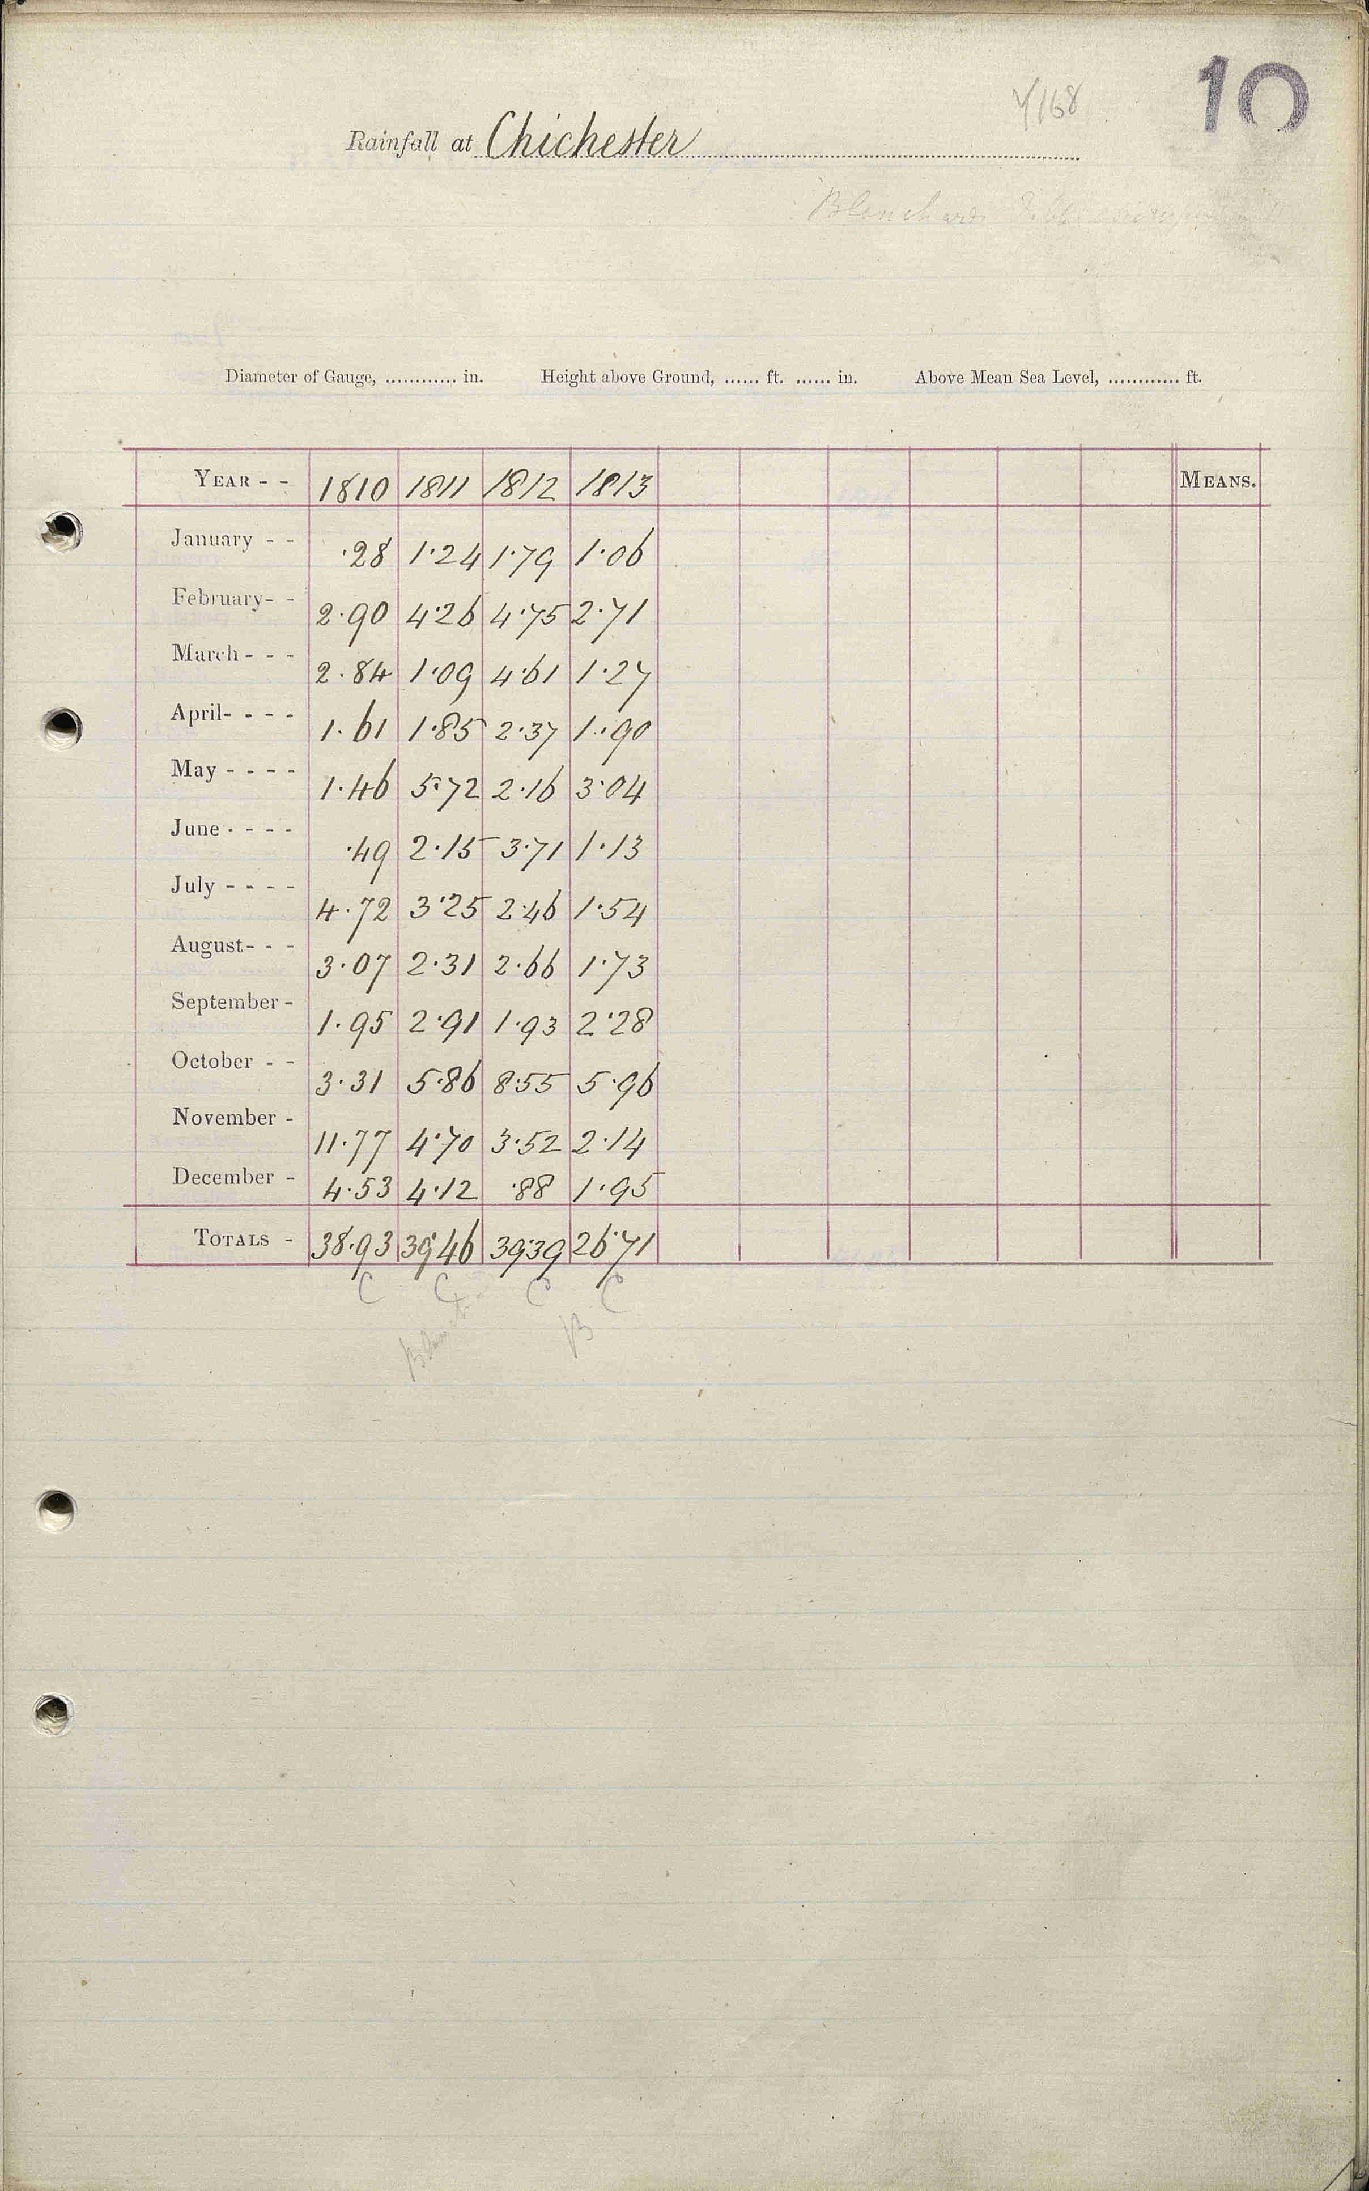 10
Rainfall at Chichester
Diameter of Gauge, ............ in. Height above Ground, ...... ft. ...... in. Above Mean Sea Level, ............ ft.
YEAR - - 1810 1811 1812 1813 MEANS.
January - - ·28 1·24 1·79 1·06
February- - 2·90 4·26 4·75 2·71
March - - - 2·84 1·09 4·61 1·27
April- - - - 1·61 1·85 2·37 1·90
May - - - - 1·46 5·72 2·16 3·04
June - - - - ·49 2·15 3·71 1·13
July - - - - 4·72 3·25 2·46 1·54
August- - - 3·07 2·31 2·66 1·73
September - 1·95 2·91 1·93 2·28
October - - 3·31 5·86 8·55 5·96
November - 11·77 4·70 3·52 2·14
December - 4·53 4·12 ·88 1·95
TOTALS - 38·93 39·46 39·39 26·71
C C C C
B